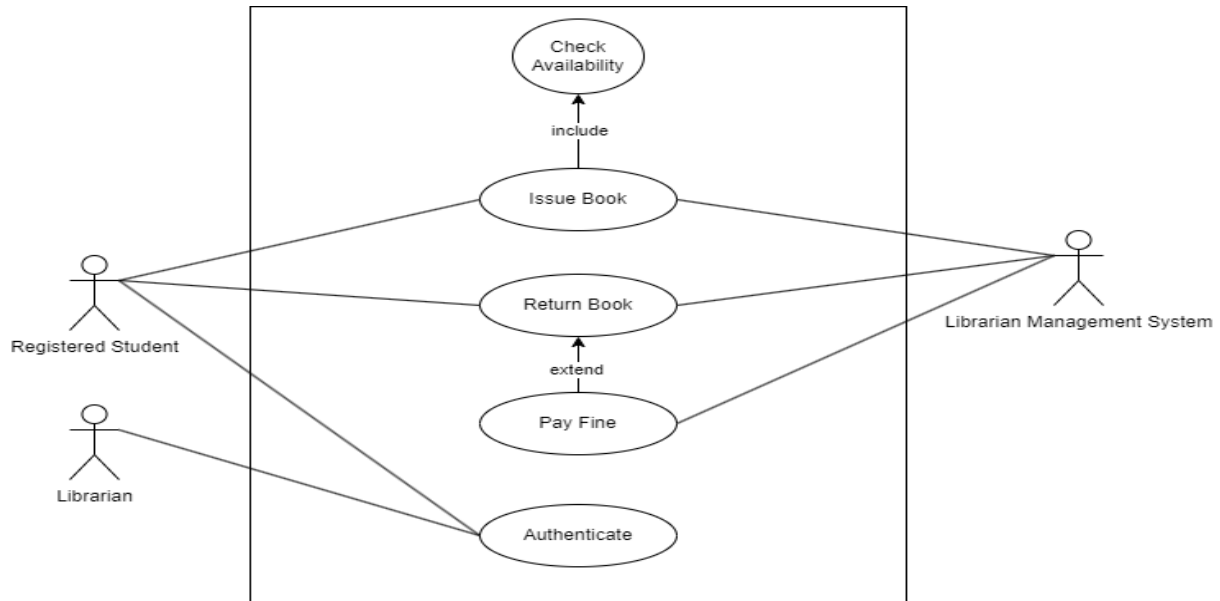 Check
Availability
include
Issue Book
Return Book
Registered Student
Librarian Management System
extend
Pay Fine
Librarian
Authenticate